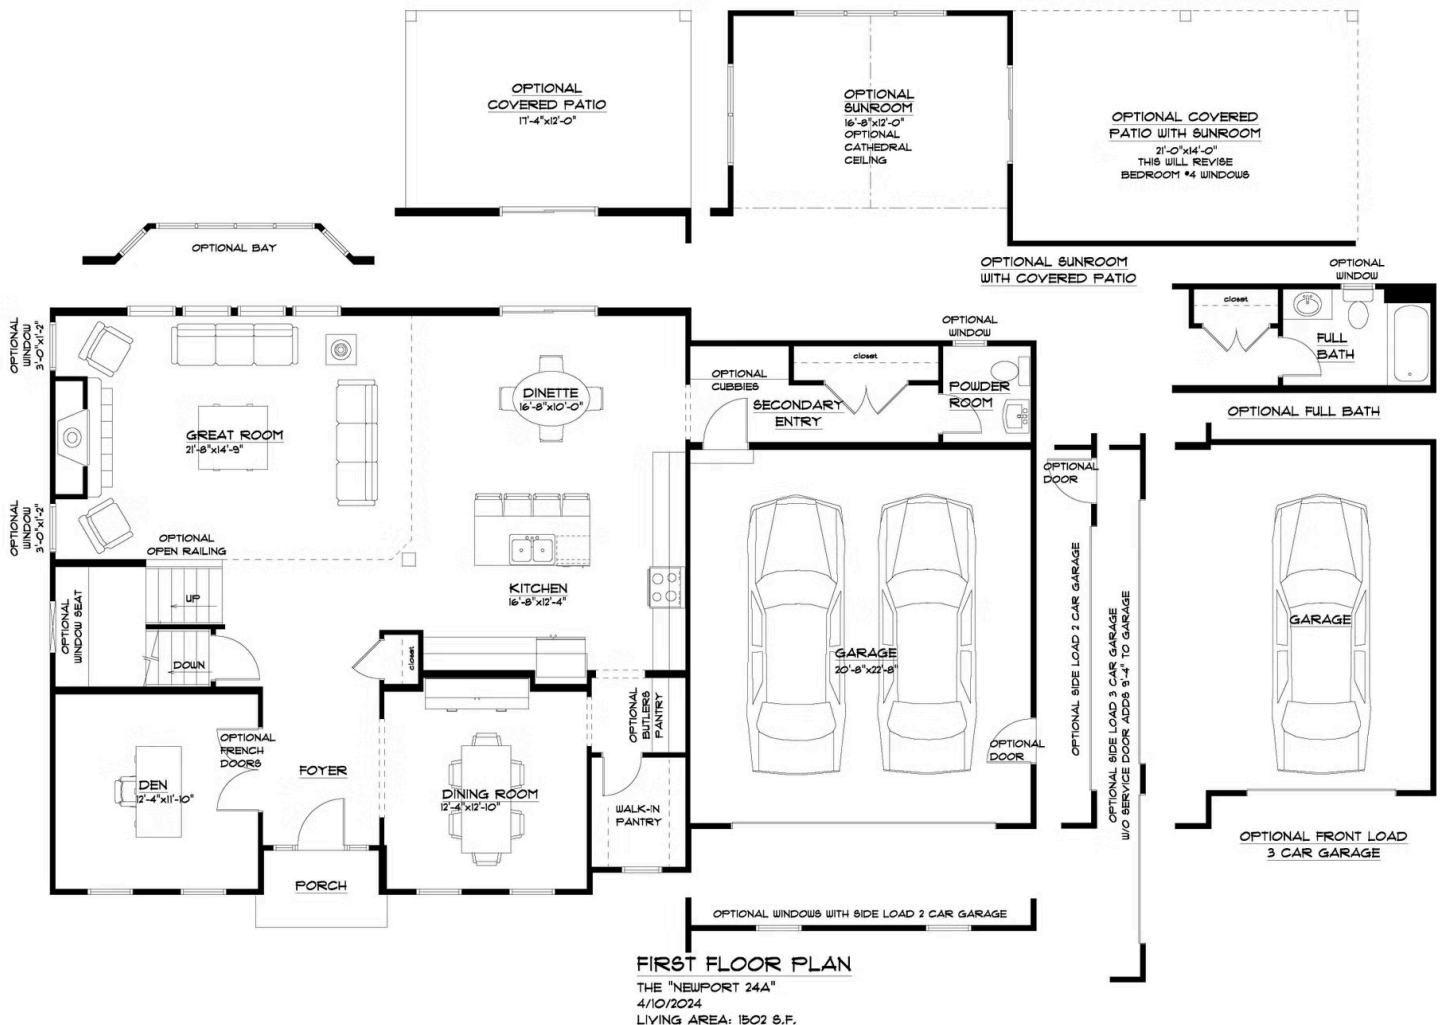 OPTIONAL
COVERED PATIO
17'-4"x12'-0"
OPTIONAL
SUNROOM
16'-8"x12'-0"
OPTIONAL
CATHEDRAL
CEILING
OPTIONAL COVERED
PATIO WITH SUNROOM
21'-0"x14'-0"
THIS WILL REVISE
BEDROOM #4 WINDOWS
OPTIONAL BAY
OPTIONAL SUNROOM
WITH COVERED PATIO
OPTIONAL
WINDOW
closet
FULL
BATH
OPTIONAL FULL BATH
OPTIONAL
WINDOW
3'-0"x1'-2"
OPTIONAL
WINDOW
closet
OPTIONAL
CUBBIES
POWDER
ROOM
SECONDARY
ENTRY
DINETTE
16'-8"x10'-0"
GREAT ROOM
21'-8"x14'-9"
OPTIONAL
DOOR
OPTIONAL
WINDOW
3'-0"x1'-2"
OPTIONAL
OPEN RAILING
KITCHEN
16'-8"x12'-4"
UP
OPTIONAL
WINDOW SEAT
DOWN
closet
GARAGE
20'-8"x22'-8"
OPTIONAL SIDE LOAD 2 CAR GARAGE
OPTIONAL SIDE LOAD 3 CAR GARAGE
W/O SERVICE DOOR ADDS 9'-4" TO GARAGE
GARAGE
OPTIONAL
BUTLERS
PANTRY
OPTIONAL
FRENCH
DOORS
OPTIONAL
DOOR
FOYER
DEN
12'-4"x11'-10"
DINING ROOM
12'-4"x12'-10"
WALK-IN
PANTRY
OPTIONAL FRONT LOAD
3 CAR GARAGE
PORCH
OPTIONAL WINDOWS WITH SIDE LOAD 2 CAR GARAGE
FIRST FLOOR PLAN
THE "NEWPORT 24A"
4/10/2024
LIVING AREA: 1502 S.F.